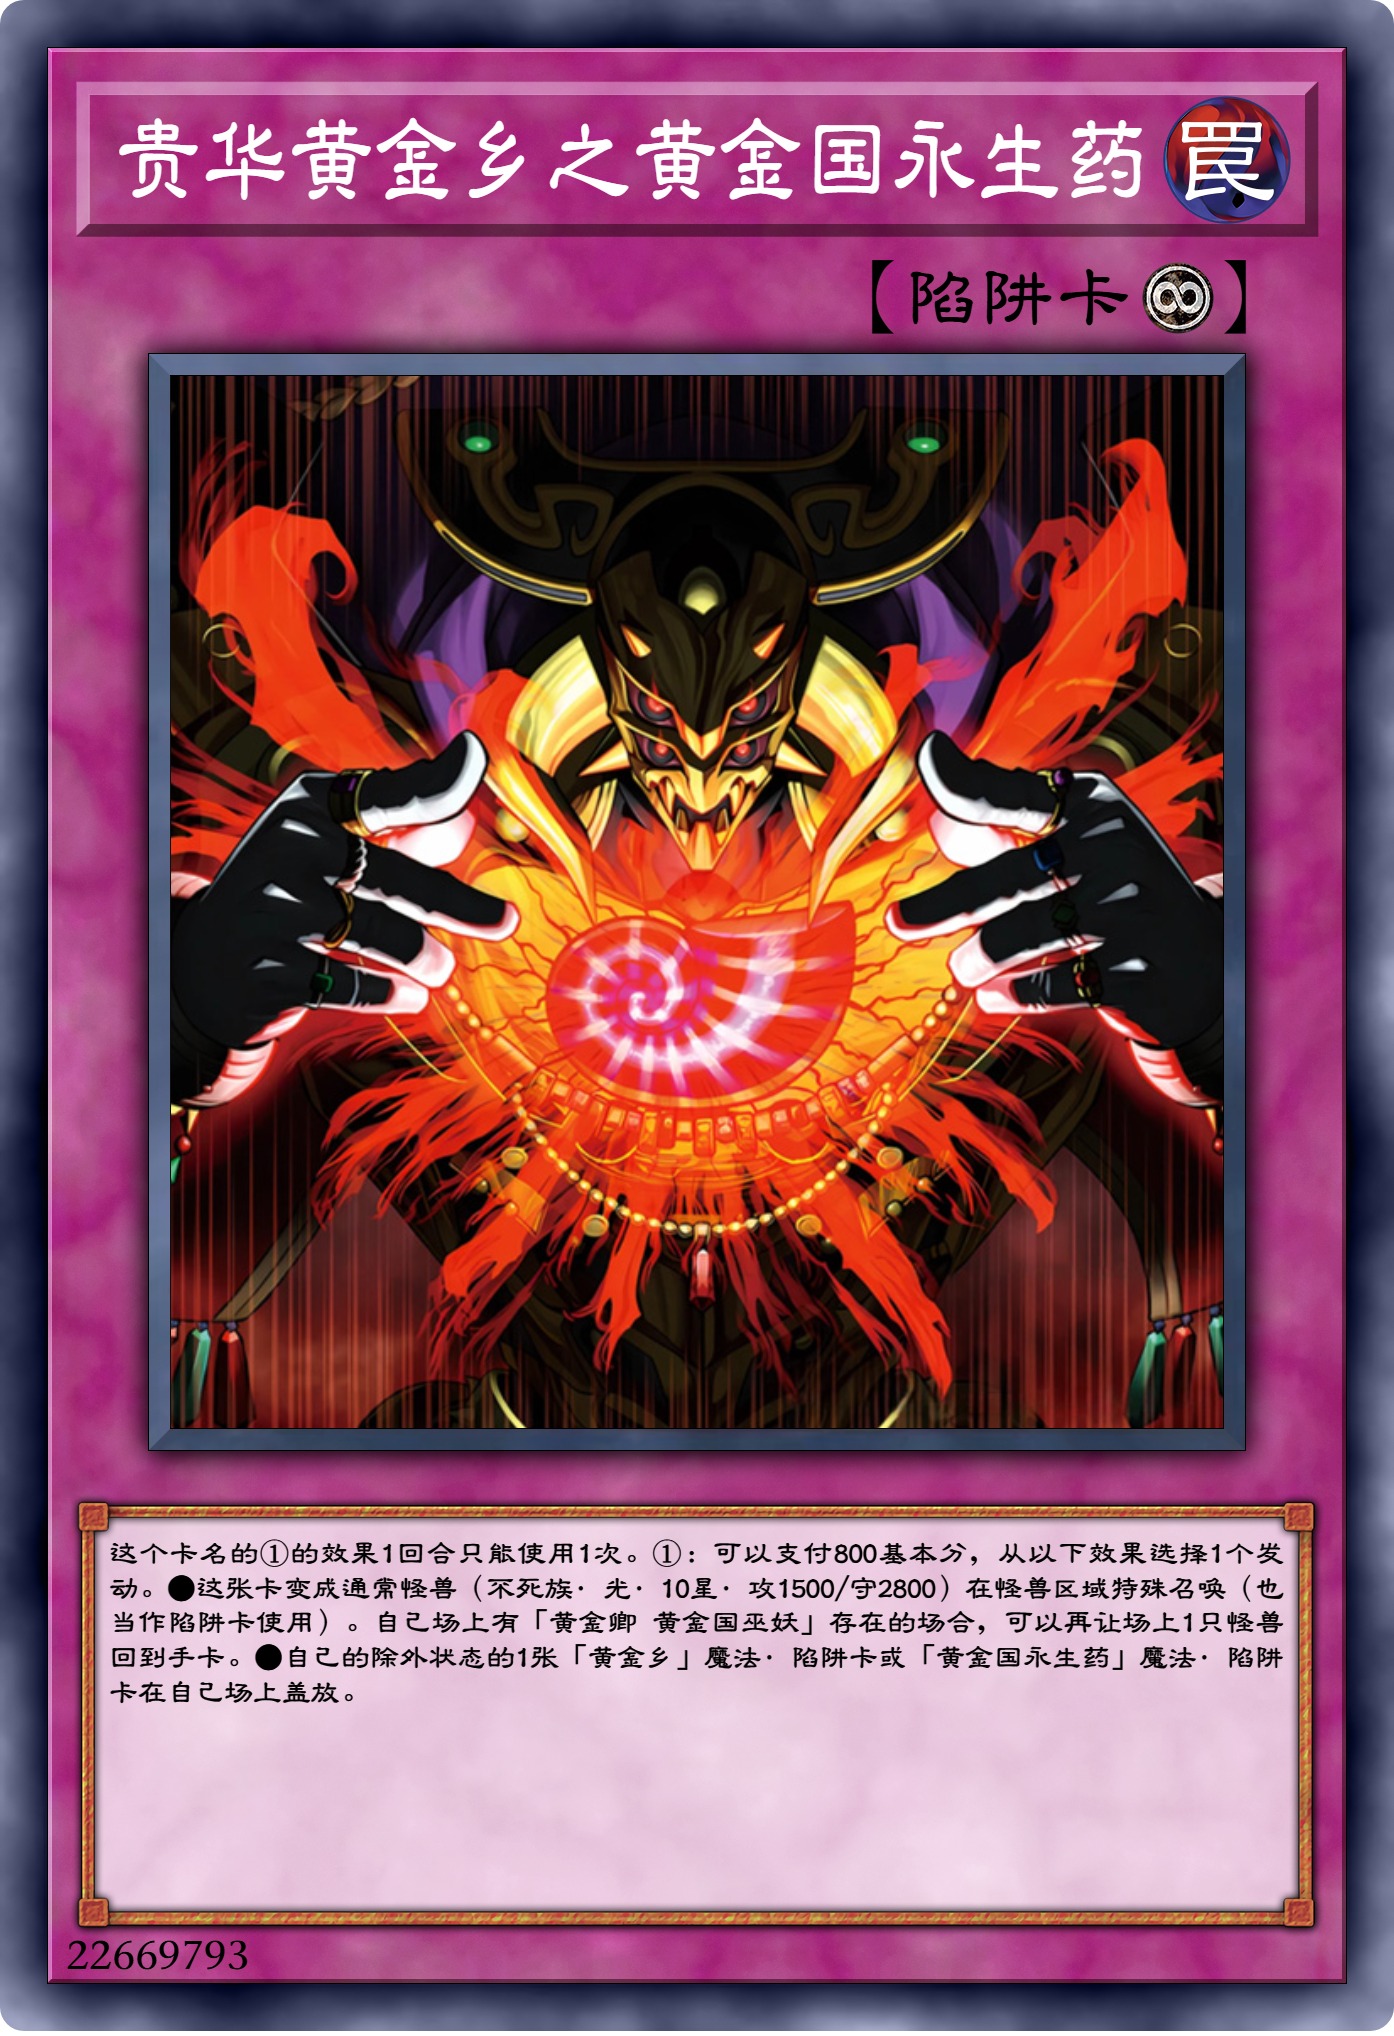 贵华黄金乡之黄金国永生药 罠
【陷阱卡♾】
这个卡名的①的效果1回合只能使用1次。①：可以支付800基本分，从以下效果选择1个发
动。●这张卡变成通常怪兽（不死族·光·10星·攻1500/守2800）在怪兽区域特殊召唤（也
当作陷阱卡使用）。自己场上有「黄金卿 黄金国巫妖」存在的场合，可以再让场上1只怪兽
回到手卡。●自己的除外状态的1张「黄金乡」魔法·陷阱卡或「黄金国永生药」魔法·陷阱
卡在自己场上盖放。
22669793